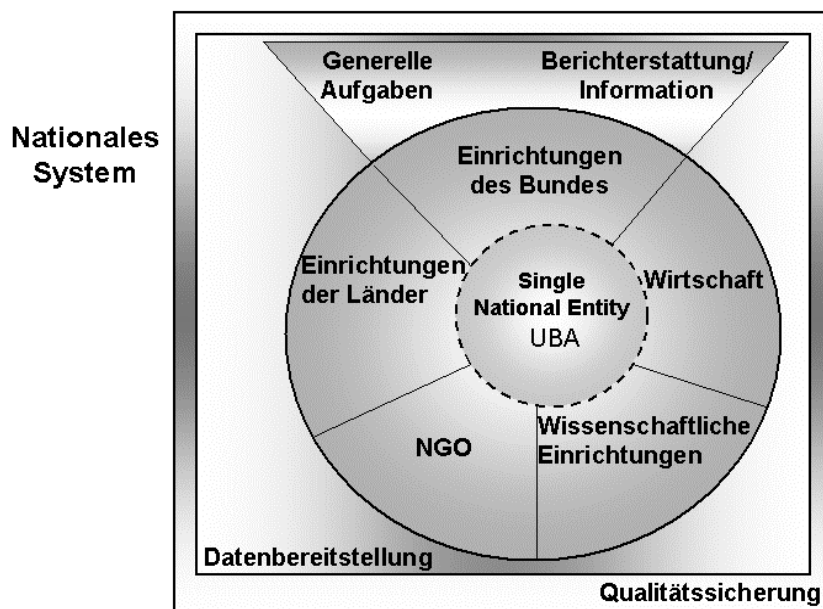 Nationales
System
Generelle
Aufgaben
Berichterstattung/
Information
Einrichtungen
des Bundes
Einrichtungen
der Länder
Single
National Entity
UBA
Wirtschaft
NGO
Wissenschaftliche
Einrichtungen
Datenbereitstellung
Qualitätssicherung